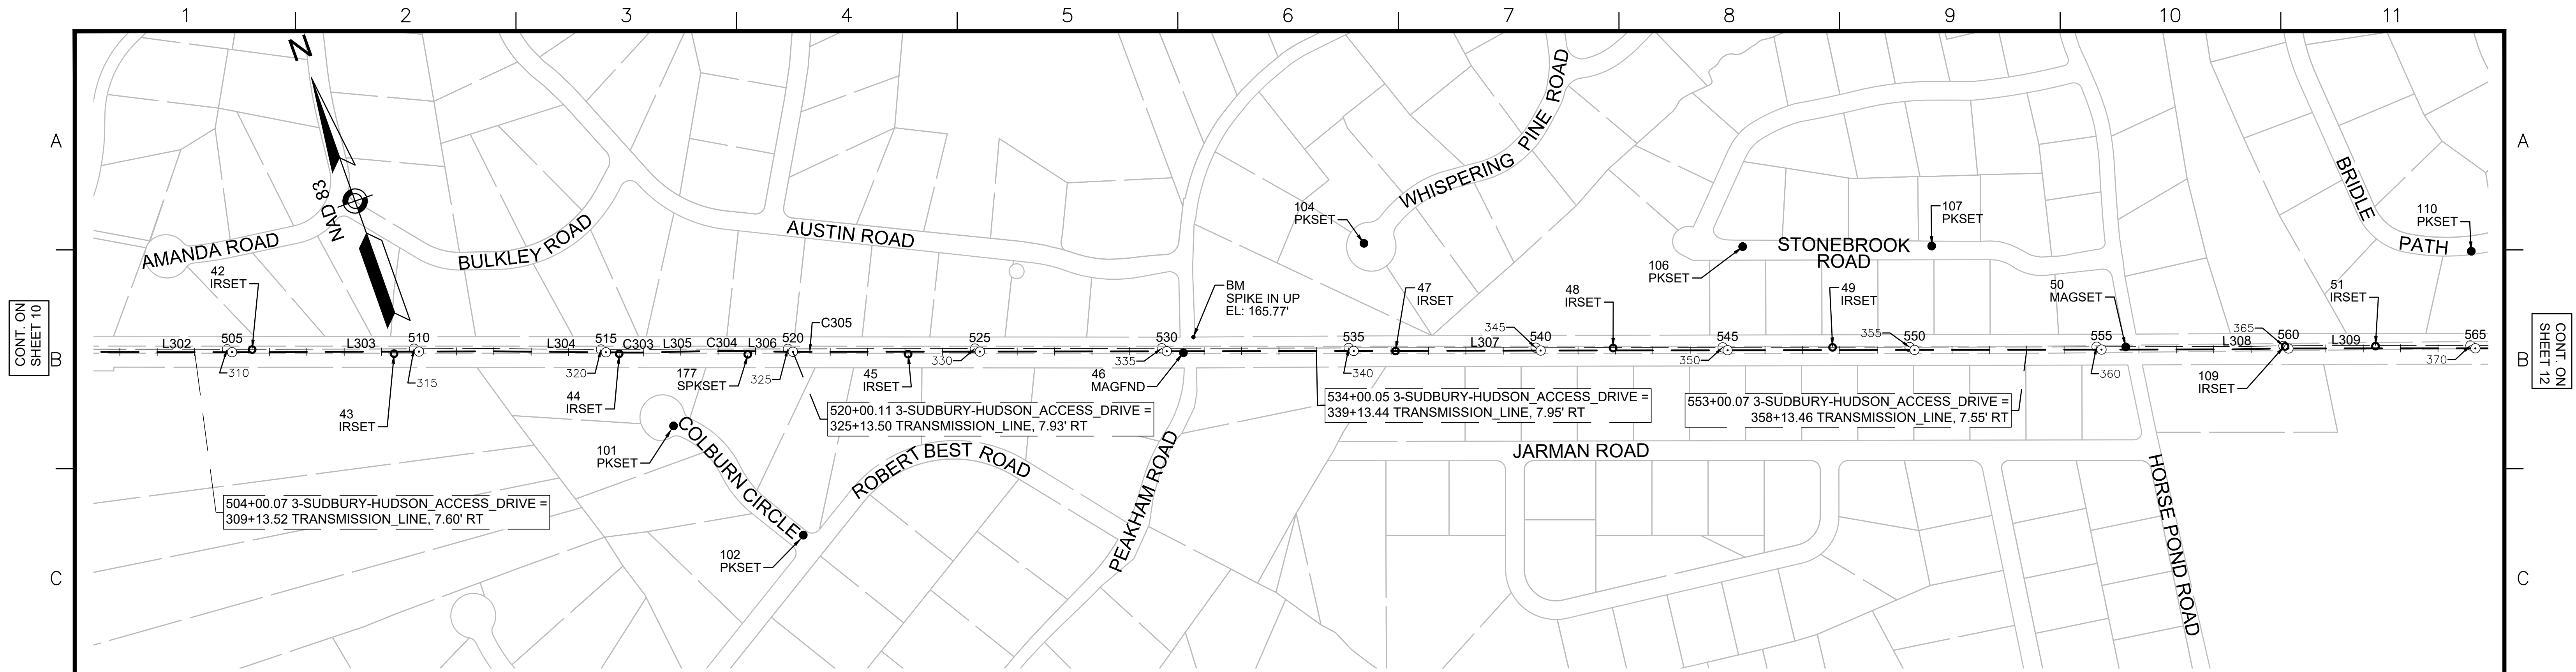 1 2 3 4 5 6 7 8 9 10 11
A
B
C
CONT. ON
SHEET 10
N
NAD 83
AMANDA ROAD
BULKLEY ROAD
AUSTIN ROAD
WHISPERING PINE ROAD
STONEBROOK
ROAD
BRIDLE
PATH
42
IRSET
104
PKSET
106
PKSET
107
PKSET
110
PKSET
BM
SPIKE IN UP
EL: 165.77'
47
IRSET
48
IRSET
49
IRSET
50
MAGSET
51
IRSET
C305
L302 505 L303 510 L304 515 C303 L305 C304 L306 520 525 530 535 L307 345 540 545 355 550 555 L308 365 560 L309 565
310 315 320 325 330 335 340 350 360 370
43
IRSET
44
IRSET
177
SPKSET
45
IRSET
46
MAGFND
109
IRSET
520+00.11 3-SUDBURY-HUDSON_ACCESS_DRIVE =
325+13.50 TRANSMISSION_LINE, 7.93' RT
534+00.05 3-SUDBURY-HUDSON_ACCESS_DRIVE =
339+13.44 TRANSMISSION_LINE, 7.95' RT
553+00.07 3-SUDBURY-HUDSON_ACCESS_DRIVE =
358+13.46 TRANSMISSION_LINE, 7.55' RT
101
PKSET
COLBURN CIRCLE
ROBERT BEST ROAD
PEAKHAM ROAD
JARMAN ROAD
HORSE POND ROAD
504+00.07 3-SUDBURY-HUDSON_ACCESS_DRIVE =
309+13.52 TRANSMISSION_LINE, 7.60' RT
102
PKSET
A
B
C
CONT. ON
SHEET 12